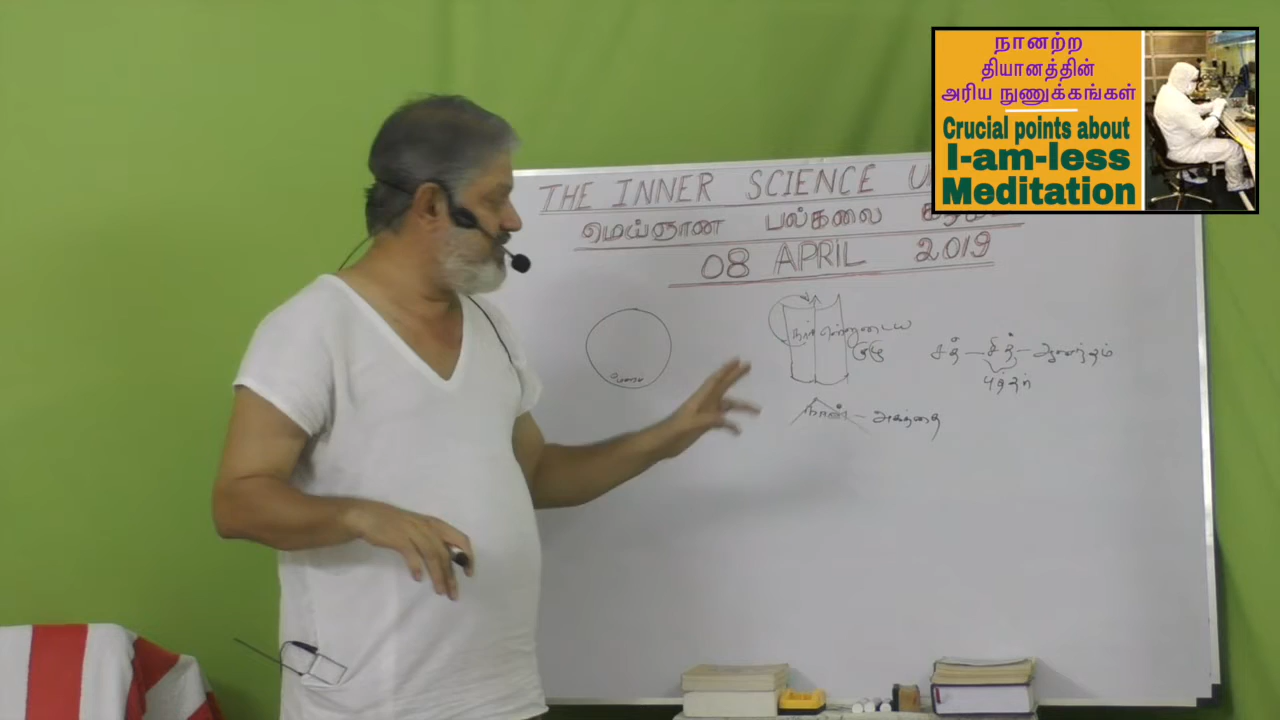 நானற்ற
தியானத்தின்
அரிய நுணுக்கங்கள்
Crucial points about
I-am-less
Meditation
THE INNER SCIENCE U
மெய்ஞான பல்கலை
08 APRIL 2019
நான் என்னுடைய
சத் – சித் – ஆனந்தம்
நான் – அகந்தை